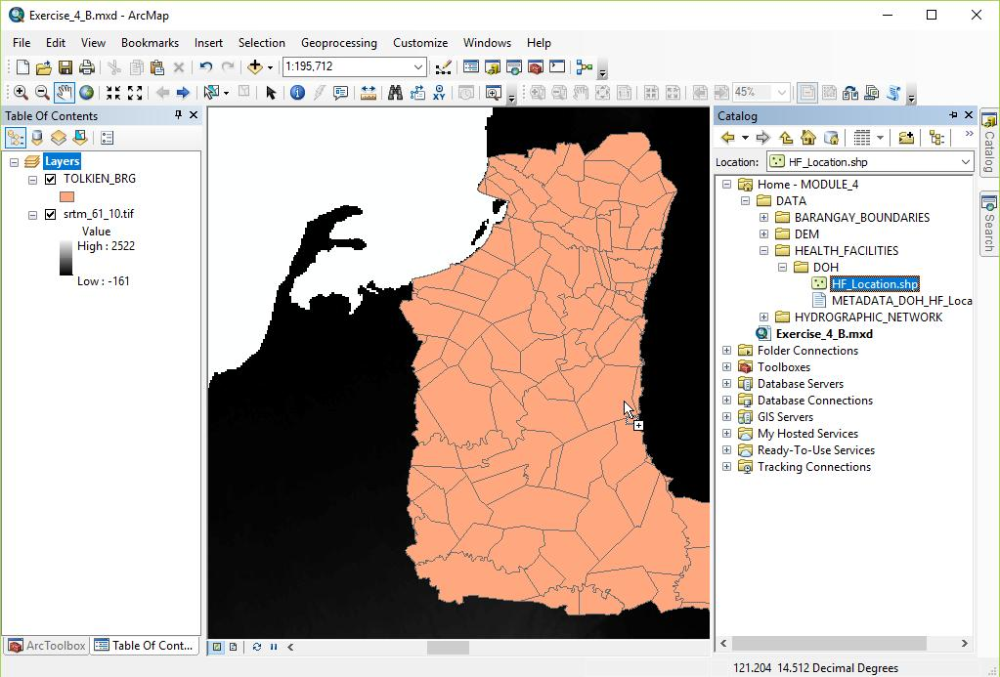 Exercise_4_B.mxd - ArcMap
File Edit View Bookmarks Insert Selection Geoprocessing Customize Windows Help
1:195,712
XY
45%
Table Of Contents
Layers
TOLKIEN_BRG
srtm_61_10.tif
Value
High : 2522
Low : -161
ArcToolbox
Table Of Cont...
Catalog
Location: HF_Location.shp
Home - MODULE_4
DATA
BARANGAY_BOUNDARIES
DEM
HEALTH_FACILITIES
DOH
HF_Location.shp
METADATA_DOH_HF_Loca
HYDROGRAPHIC_NETWORK
Exercise_4_B.mxd
Folder Connections
Toolboxes
Database Servers
Database Connections
GIS Servers
My Hosted Services
Ready-To-Use Services
Tracking Connections
Catalog
Search
121.204 14.512 Decimal Degrees